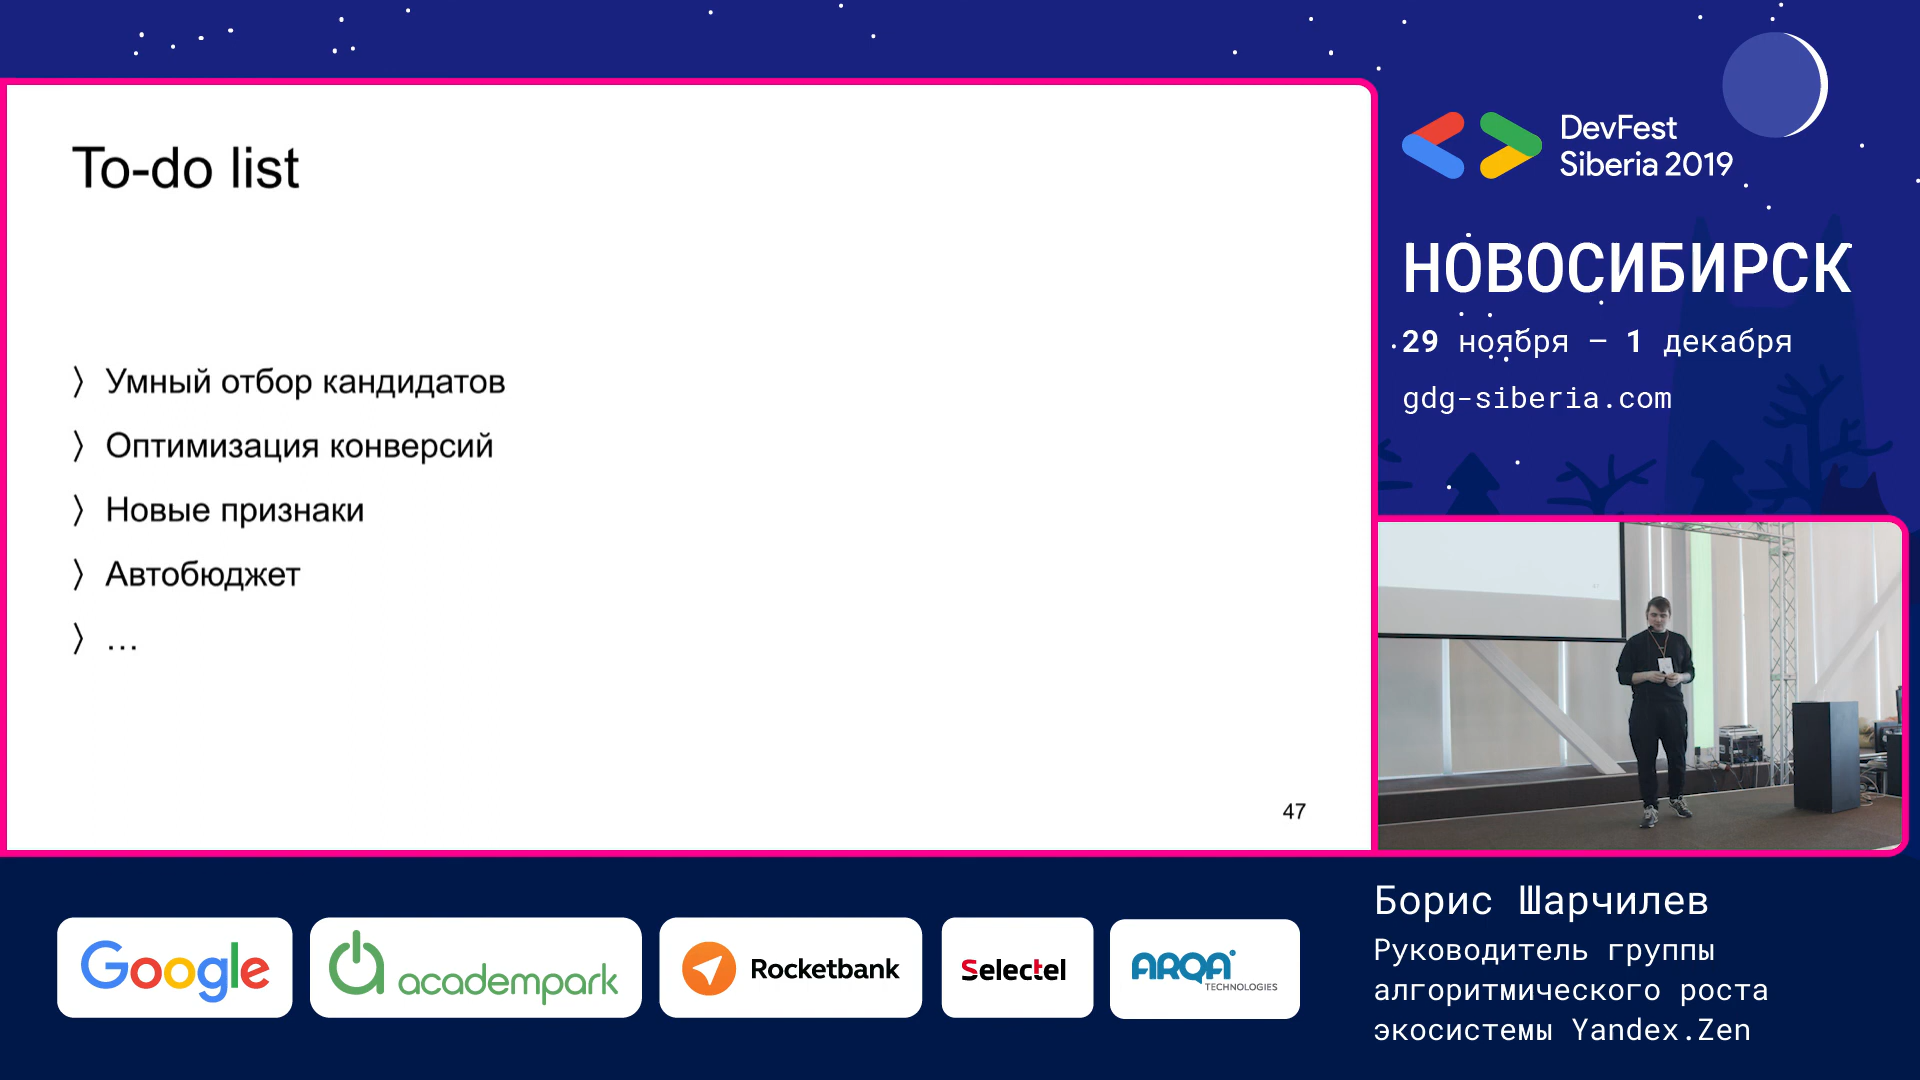 To-do list
〉 Умный отбор кандидатов
〉 Оптимизация конверсий
〉 Новые признаки
〉 Автобюджет
〉 ...
47
DevFest
Siberia 2019
НОВОСИБИРСК
29 ноября – 1 декабря
gdg-siberia.com
Борис Шарчилев
Руководитель группы
алгоритмического роста
экосистемы Yandex.Zen
Google
academpark
Rocketbank
Selectel
ARQA
TECHNOLOGIES